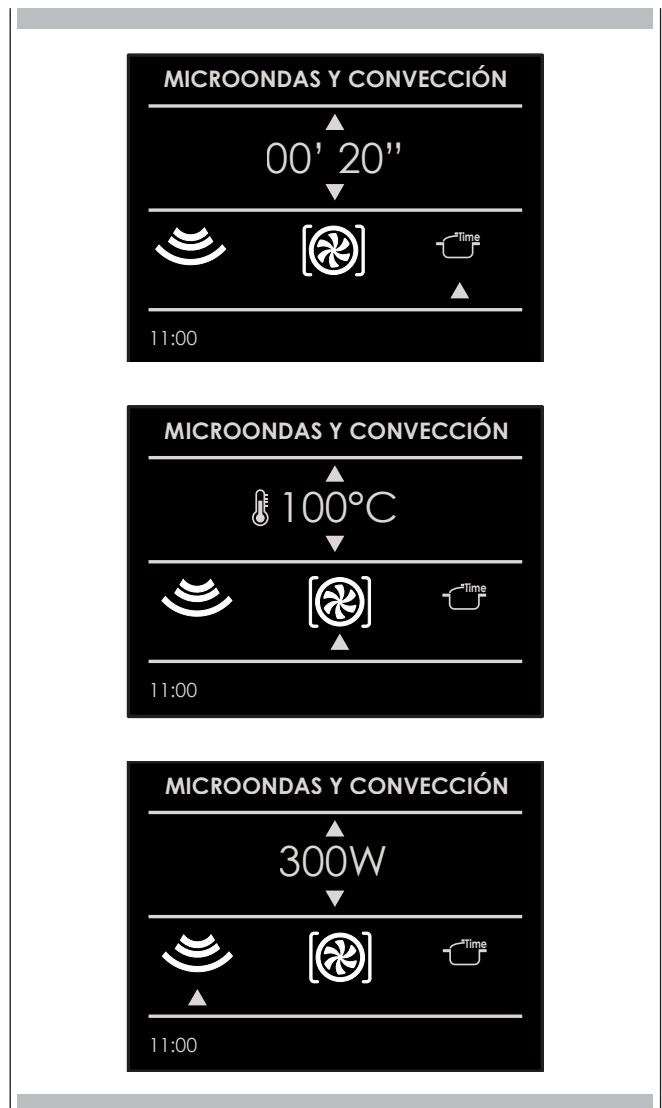 MICROONDAS Y CONVECCIÓN
00’ 20”
Time
11:00
MICROONDAS Y CONVECCIÓN
100°C
Time
11:00
MICROONDAS Y CONVECCIÓN
300W
Time
11:00